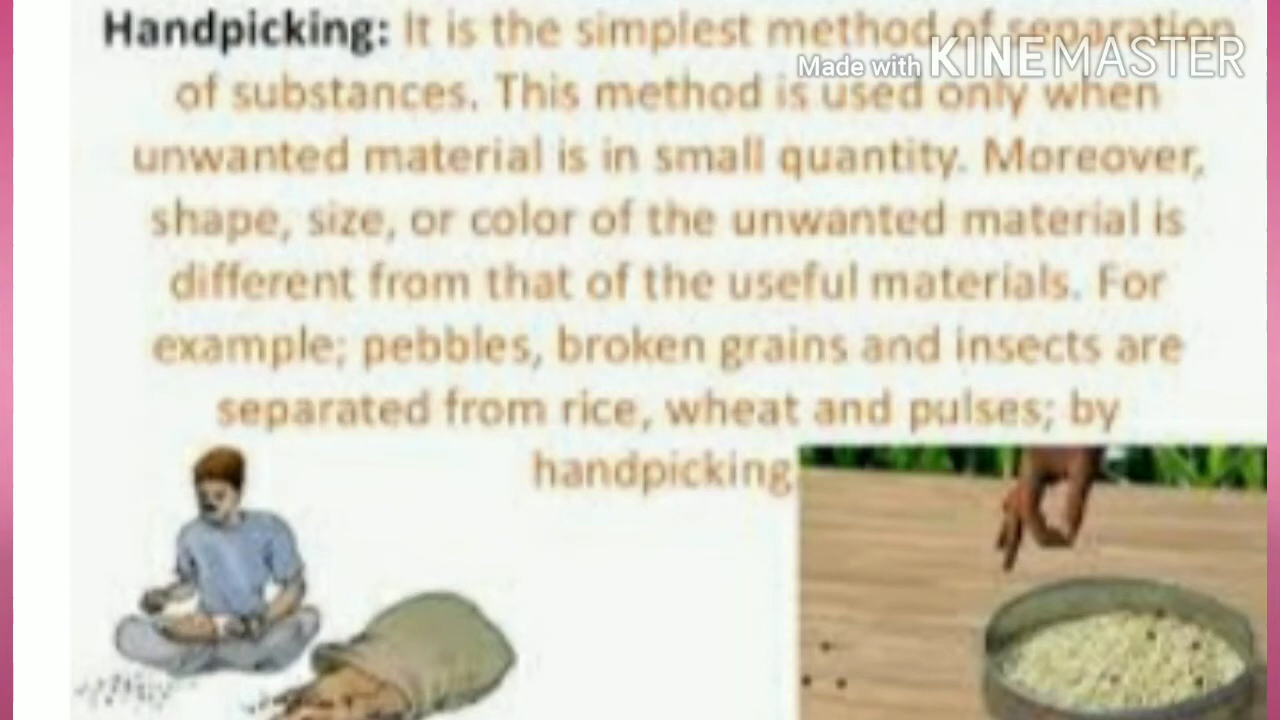 Handpicking: It is the simplest method of separation
Made with KINEMASTER
of substances. This method is used only when
unwanted material is in small quantity. Moreover,
shape, size, or color of the unwanted material is
different from that of the useful materials. For
example; pebbles, broken grains and insects are
separated from rice, wheat and pulses; by
handpicking